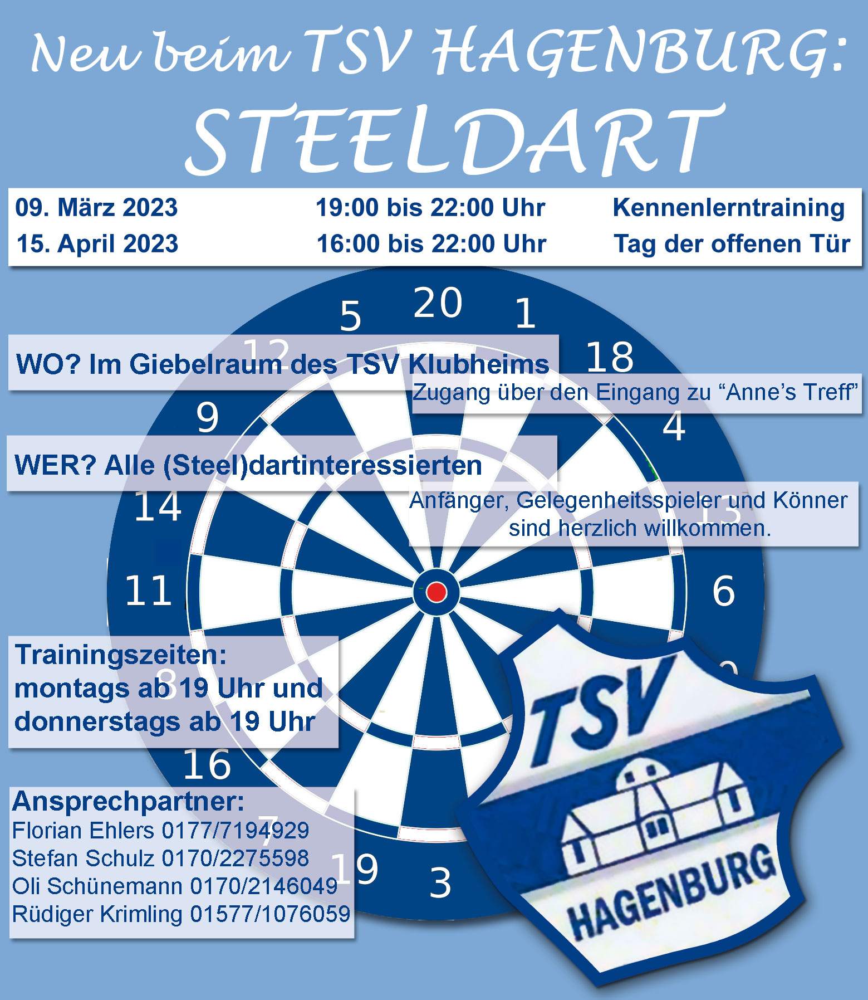 Neu beim TSV HAGENBURG:
STEELDART
09. März 2023 19:00 bis 22:00 Uhr Kennenlerntraining
15. April 2023 16:00 bis 22:00 Uhr Tag der offenen Tür
20
5
1
12
18
WO? Im Giebelraum des TSV Klubheims
Zugang über den Eingang zu “Anne’s Treff”
9
4
WER? Alle (Steel)dartinteressierten
Anfänger, Gelegenheitsspieler und Könner
sind herzlich willkommen.
14
13
11
6
Trainingszeiten:
montags ab 19 Uhr und
donnerstags ab 19 Uhr
8
16
Ansprechpartner:
Florian Ehlers 0177/7194929
Stefan Schulz 0170/2275598
Oli Schünemann 0170/2146049
Rüdiger Krimling 01577/1076059
7
19
3
TSV
HAGENBURG